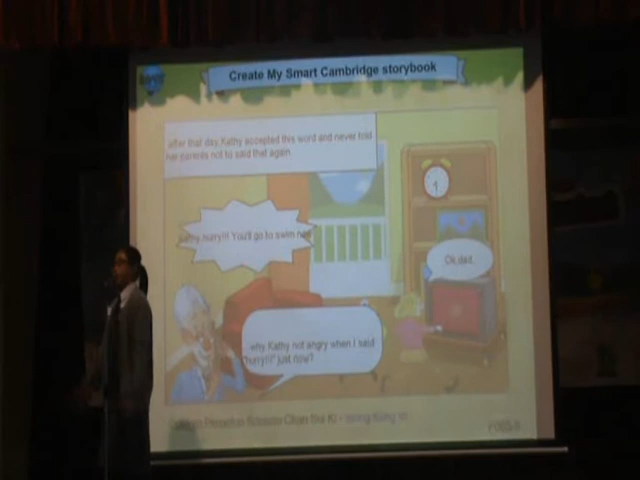 Create My Smart Cambridge storybook
after that day, Kathy accepted this word and never told
her parents not to said that again
Kathy, hurry!!! You'll go to swim now
1
Ok, dad.
why Kathy not angry when I said
"hurry!!!" just now?